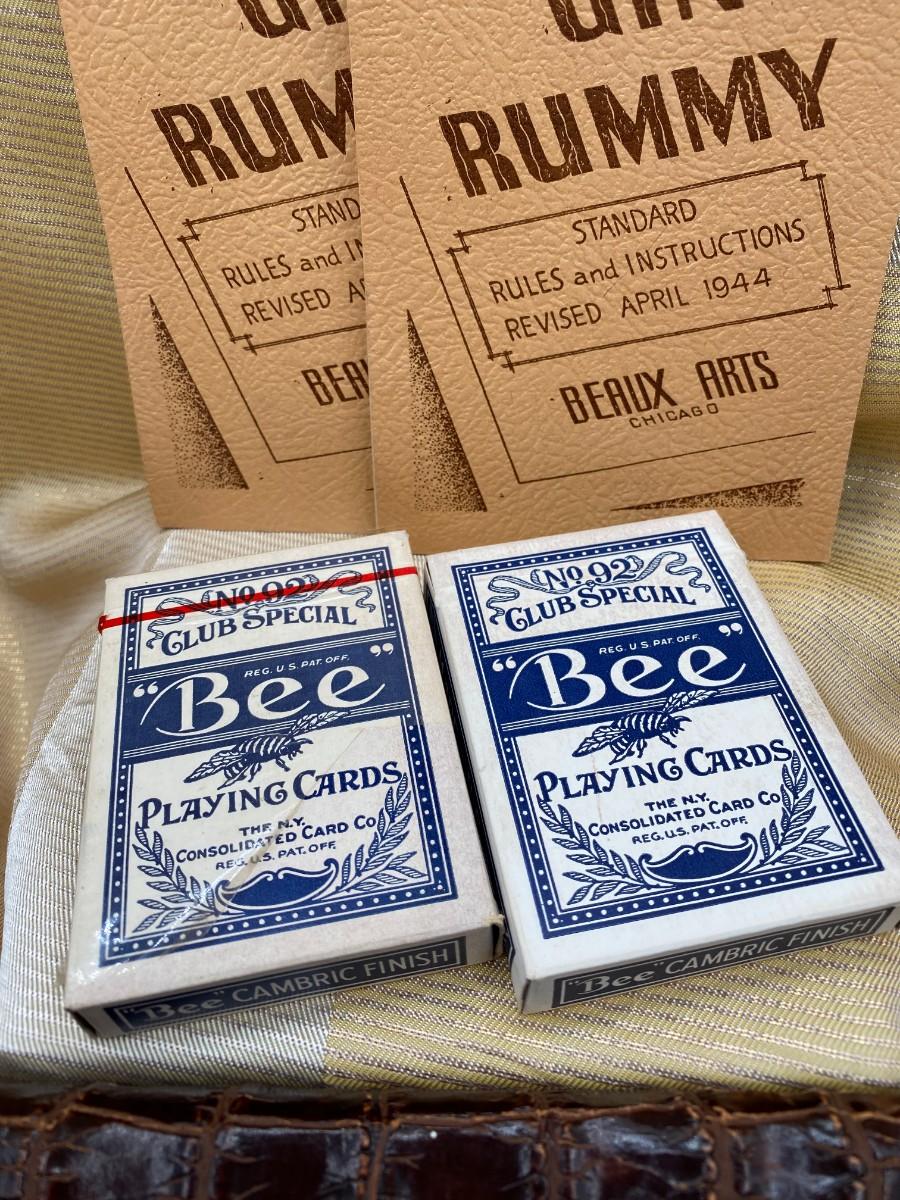 GIN
RUMMY
STAND
RULES and IN
REVISED A
BEAU
GIN
RUMMY
STANDARD
RULES and INSTRUCTIONS
REVISED APRIL 1944
BEAUX ARTS
CHICAGO
No. 92
CLUB SPECIAL
REG. U.S. PAT. OFF.
"Bee"
PLAYING CARDS
THE N.Y.
CONSOLIDATED CARD Co.
REG. U.S. PAT. OFF.
"Bee" CAMBRIC FINISH
No. 92
CLUB SPECIAL
REG. U.S. PAT. OFF.
"Bee"
PLAYING CARDS
THE N.Y.
CONSOLIDATED CARD Co.
REG. U.S. PAT. OFF.
"Bee" CAMBRIC FINISH